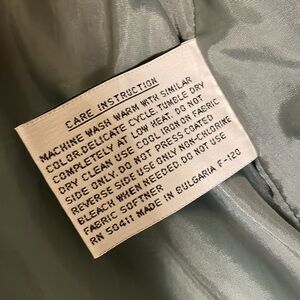 CARE INSTRUCTION
MACHINE WASH WARM WITH SIMILAR
COLOR.DELICATE CYCLE.TUMBLE DRY
COMPLETELY AT LOW HEAT. DO NOT
DRY CLEAN USE COOL IRON ON FABRIC
SIDE ONLY.DO NOT PRESS COATED
REVERSE SIDE USE ONLY NON-CHLORINE
BLEACH WHEN NEEDED.DO NOT USE
FABRIC SOFTNER
RN 50411 MADE IN BULGARIA F-120